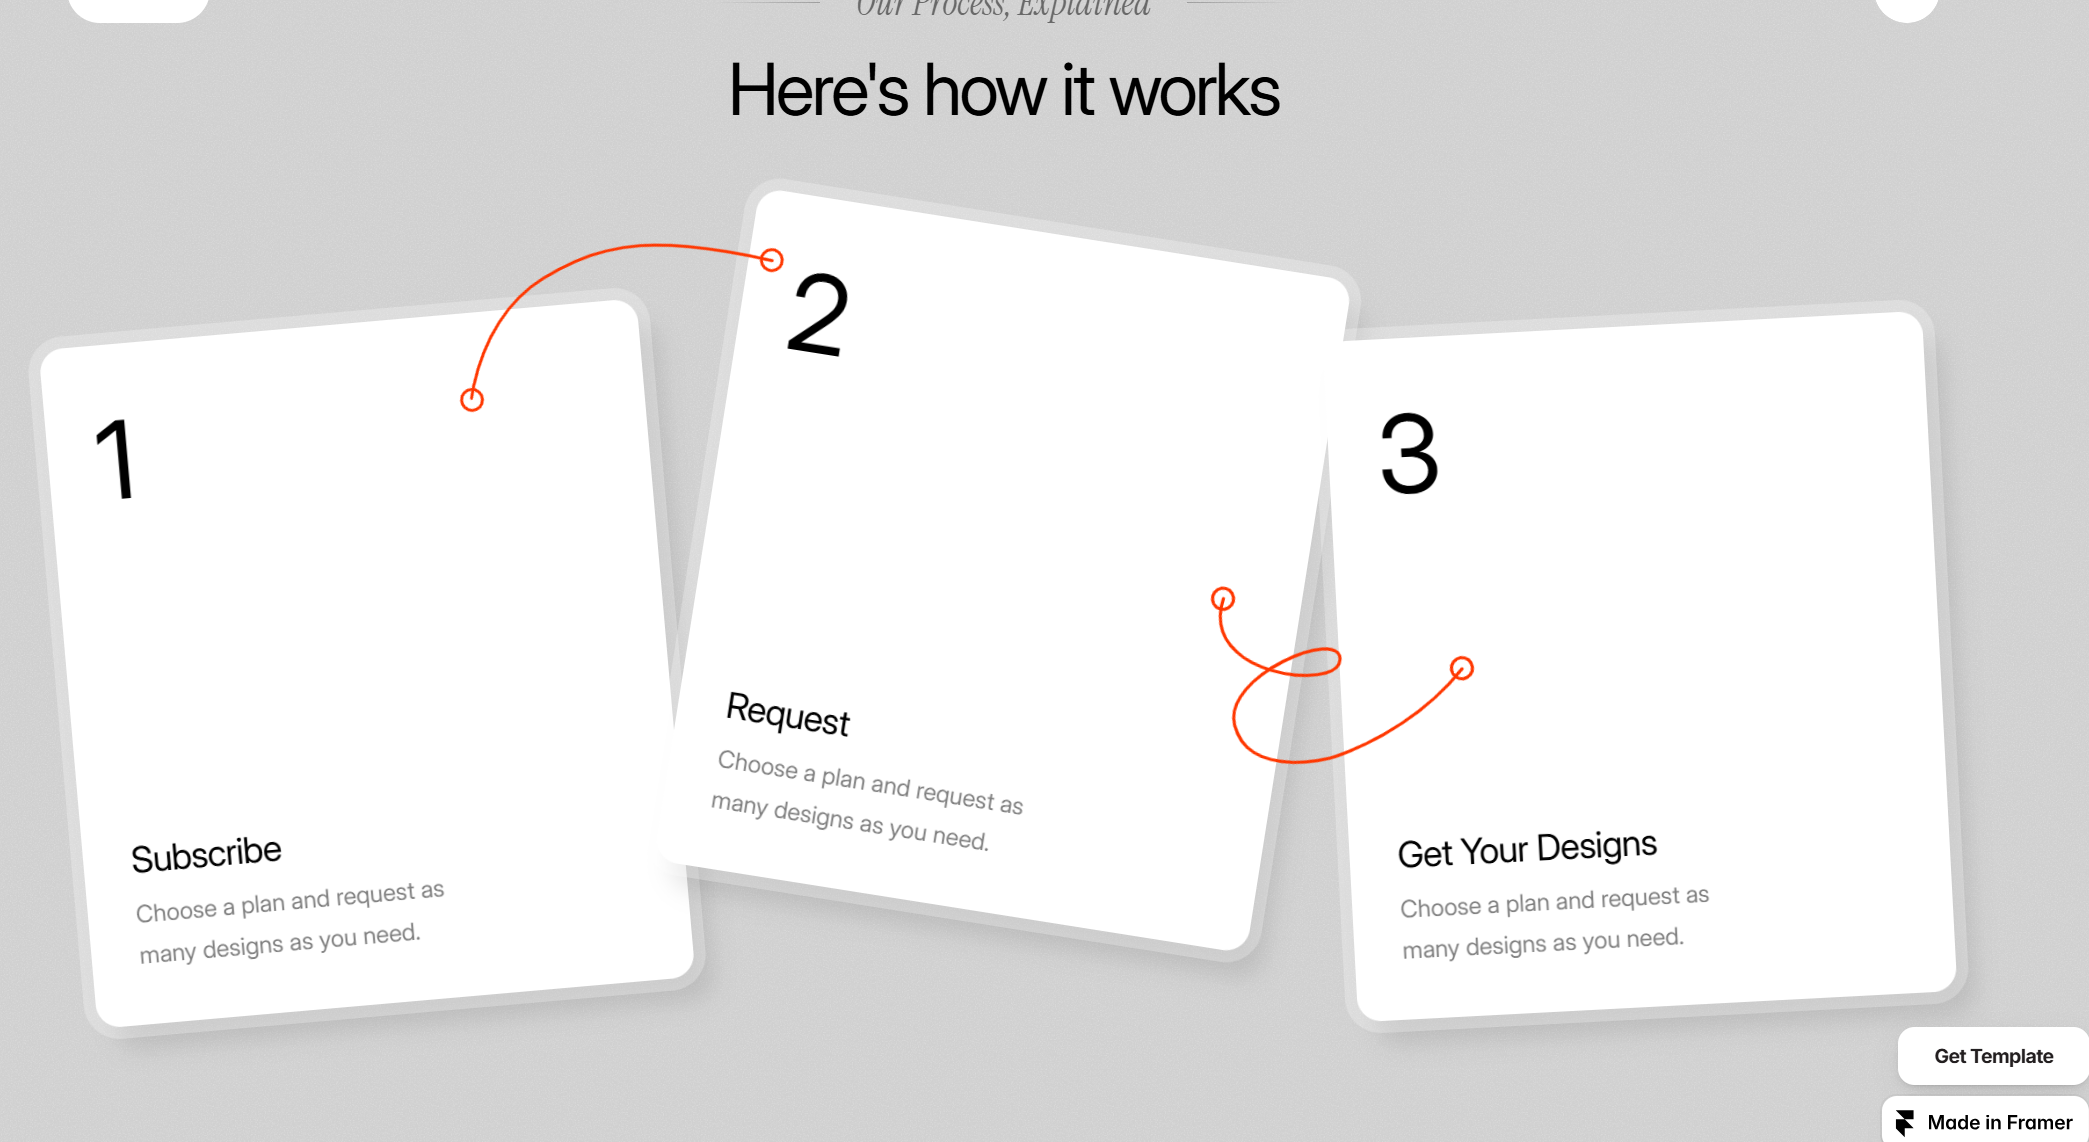 Our Process, Explained
Here's how it works
1
Subscribe
Choose a plan and request as
many designs as you need.
2
Request
Choose a plan and request as
many designs as you need.
3
Get Your Designs
Choose a plan and request as
many designs as you need.
Get Template
Made in Framer